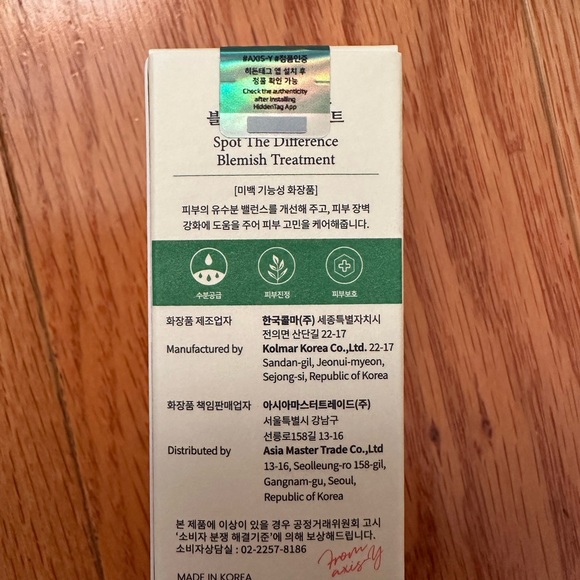 #AXIS-Y #정품인증
히든태그 앱 설치 후
정품 확인 가능
Check the authenticity
after installing
HiddenTag App
블 트
Spot The Difference
Blemish Treatment
[미백 기능성 화장품]
피부의 유수분 밸런스를 개선해 주고, 피부 장벽
강화에 도움을 주어 피부 고민을 케어해줍니다.
수분공급 피부진정 피부보호
화장품 제조업자 한국콜마(주) 세종특별자치시
전의면 산단길 22-17
Manufactured by Kolmar Korea Co.,Ltd. 22-17
Sandan-gil, Jeonui-myeon,
Sejong-si, Republic of Korea
화장품 책임판매업자 아시아마스터트레이드(주)
서울특별시 강남구
선릉로158길 13-16
Distributed by Asia Master Trade Co.,Ltd
13-16, Seolleung-ro 158-gil,
Gangnam-gu, Seoul,
Republic of Korea
본 제품에 이상이 있을 경우 공정거래위원회 고시
‘소비자 분쟁 해결기준’에 의해 보상해드립니다.
소비자상담실 : 02-2257-8186
From
axis-Y
MADE IN KOREA